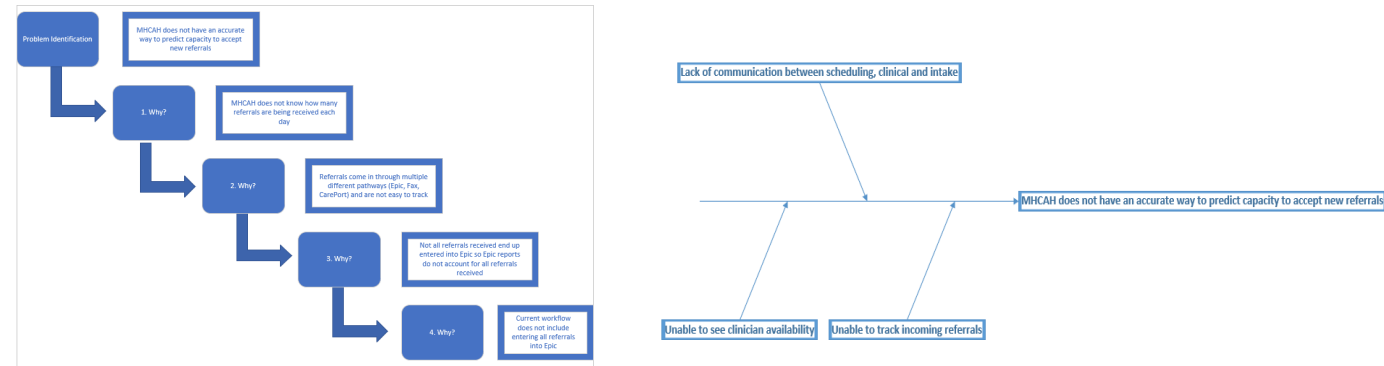 Problem Identification
MHCAH does not have an accurate
way to predict capacity to accept
new referrals
1. Why?
MHCAH does not know how many
referrals are being received each
day
2. Why?
Referrals come in through multiple
different pathways (Epic, Fax,
CarePort) and are not easy to track
3. Why?
Not all referrals received end up
entered into Epic so Epic reports
do not account for all referrals
received
4. Why?
Current workflow
does not include
entering all referrals
into Epic
Lack of communication between scheduling, clinical and intake
MHCAH does not have an accurate way to predict capacity to accept new referrals
Unable to see clinician availability
Unable to track incoming referrals